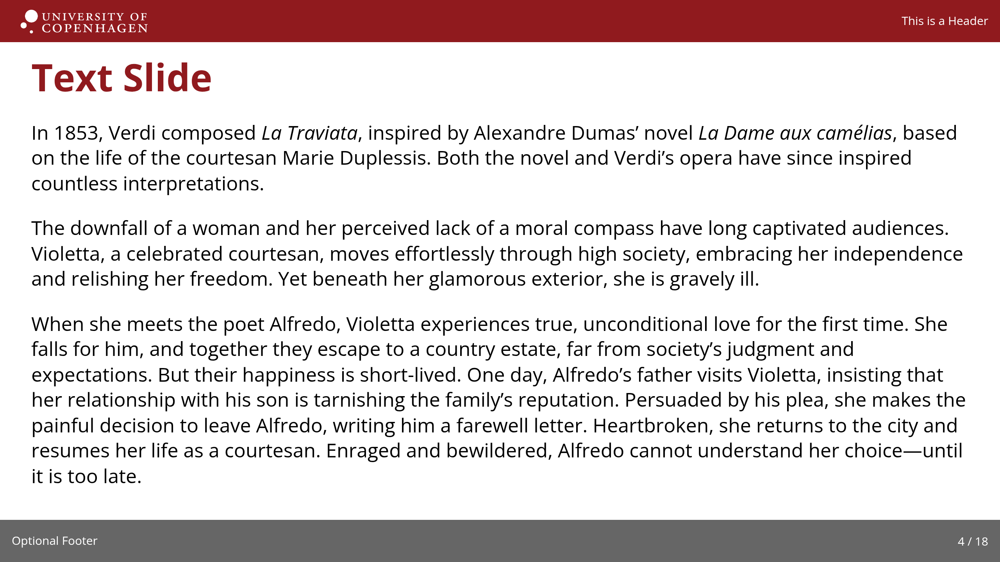 UNIVERSITY OF
COPENHAGEN
This is a Header
Text Slide
In 1853, Verdi composed La Traviata, inspired by Alexandre Dumas’ novel La Dame aux camélias, based
on the life of the courtesan Marie Duplessis. Both the novel and Verdi’s opera have since inspired
countless interpretations.
The downfall of a woman and her perceived lack of a moral compass have long captivated audiences.
Violetta, a celebrated courtesan, moves effortlessly through high society, embracing her independence
and relishing her freedom. Yet beneath her glamorous exterior, she is gravely ill.
When she meets the poet Alfredo, Violetta experiences true, unconditional love for the first time. She
falls for him, and together they escape to a country estate, far from society’s judgment and
expectations. But their happiness is short-lived. One day, Alfredo’s father visits Violetta, insisting that
her relationship with his son is tarnishing the family’s reputation. Persuaded by his plea, she makes the
painful decision to leave Alfredo, writing him a farewell letter. Heartbroken, she returns to the city and
resumes her life as a courtesan. Enraged and bewildered, Alfredo cannot understand her choice—until
it is too late.
Optional Footer
4 / 18